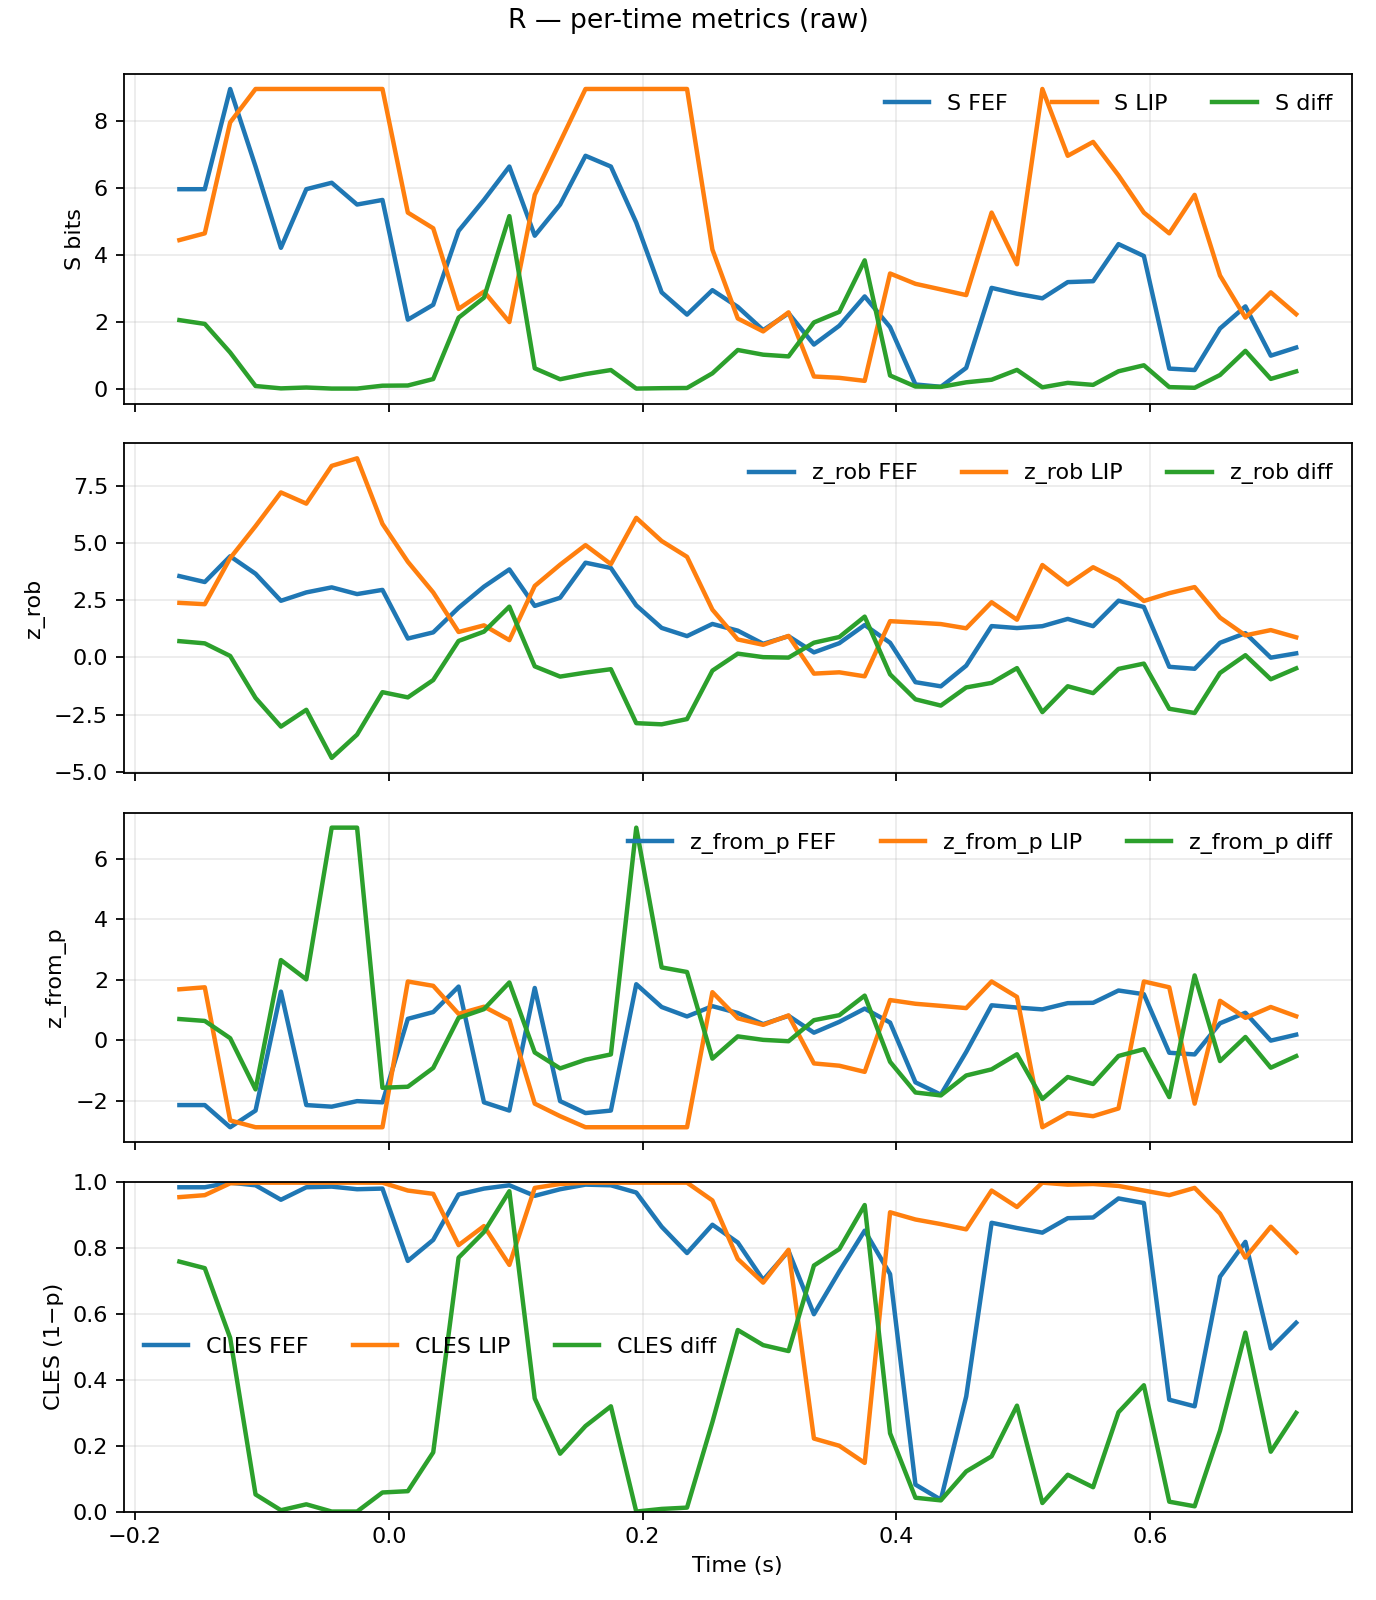 R — per-time metrics (raw)
S FEF S LIP S diff
8
6
4
2
0
S bits
z_rob FEF z_rob LIP z_rob diff
7.5
5.0
2.5
0.0
−2.5
−5.0
z_rob
z_from_p FEF z_from_p LIP z_from_p diff
6
4
2
0
−2
z_from_p
1.0
0.8
0.6
0.4
0.2
0.0
CLES (1−p)
CLES FEF CLES LIP CLES diff
−0.2 0.0 0.2 0.4 0.6
Time (s)